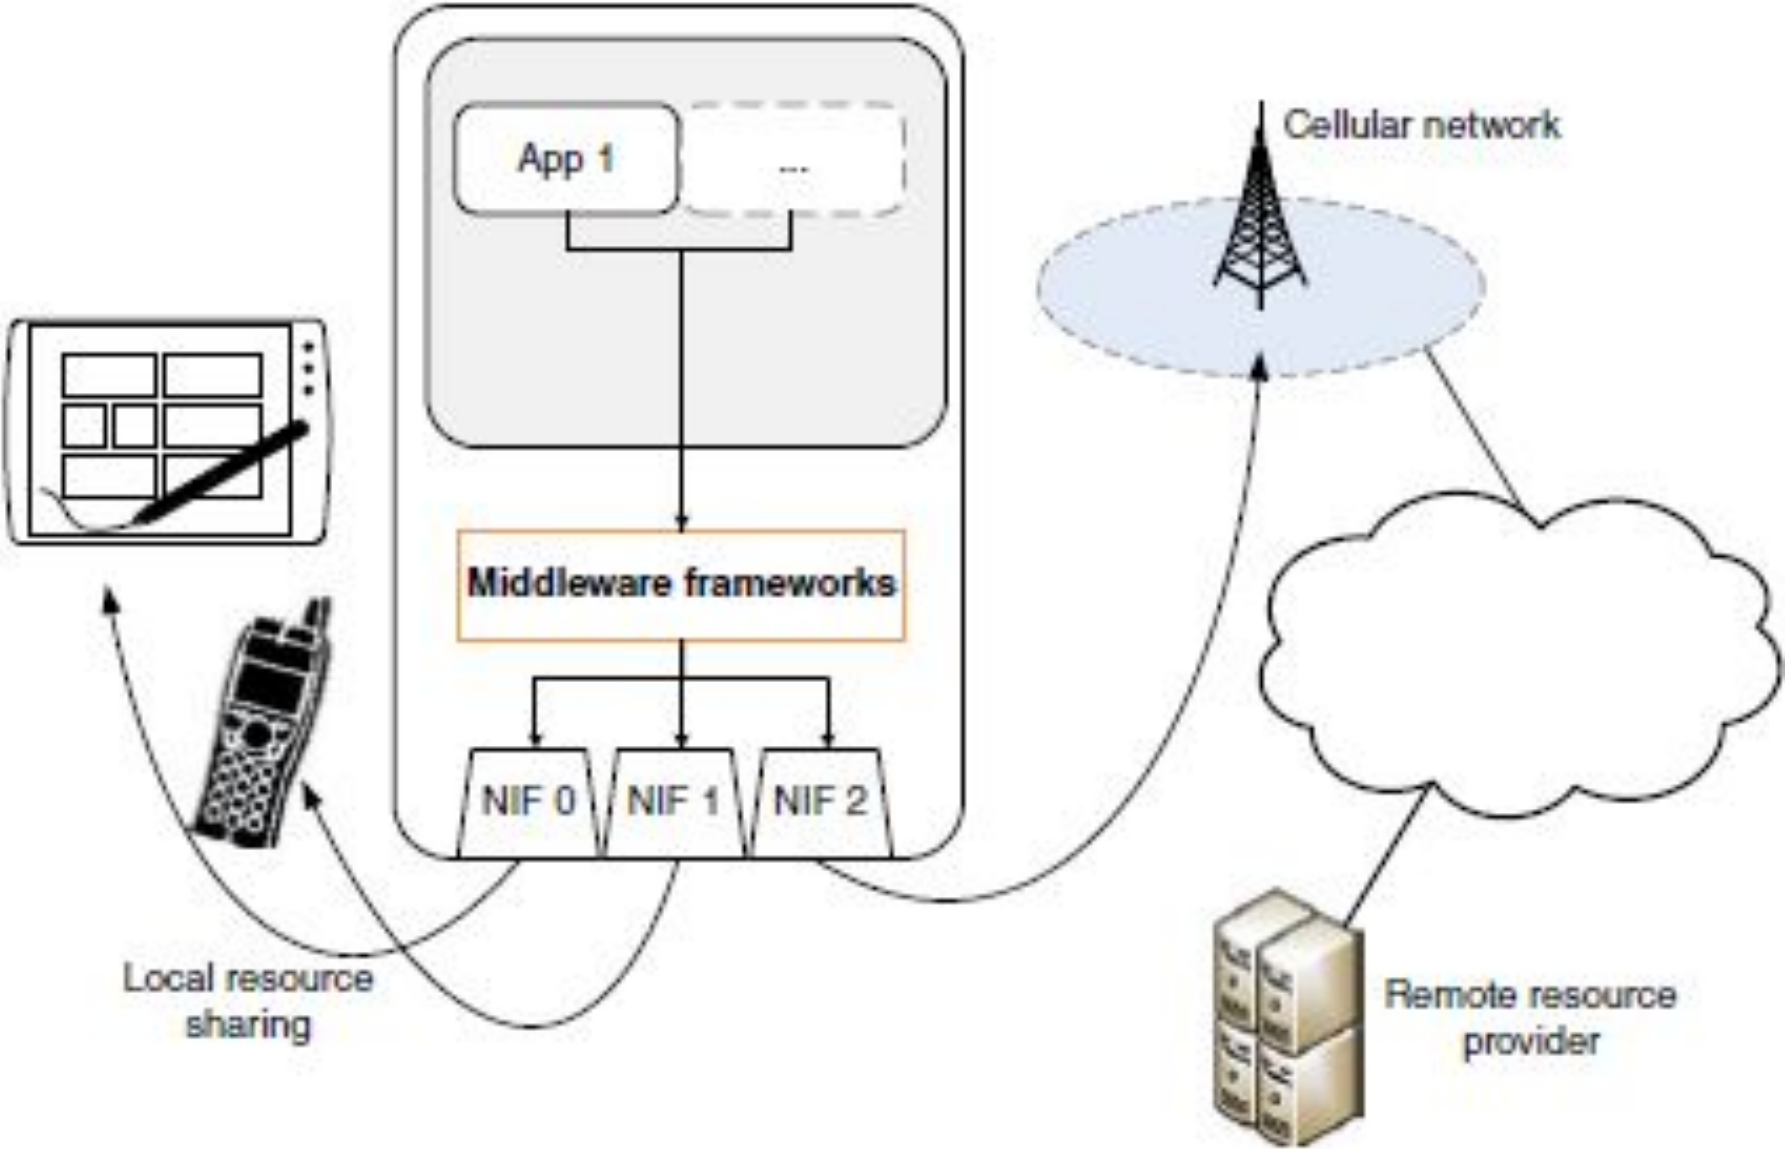 App 1
...
Cellular network
Middleware frameworks
NIF 0
NIF 1
NIF 2
Local resource
sharing
Remote resource
provider